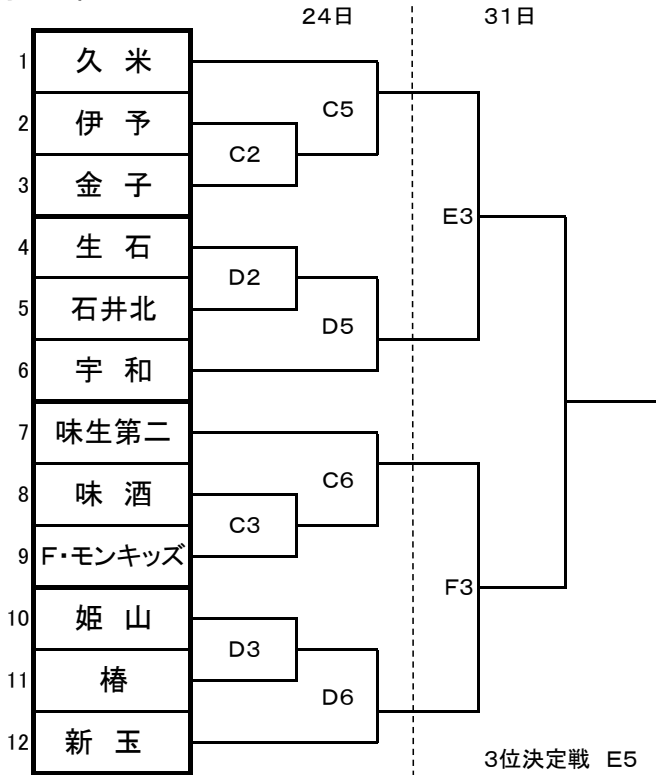 24日 31日
1 久 米
2 伊 予
3 金 子
4 生 石
5 石井北
6 宇 和
7 味生第二
8 味 酒
9 F・モンキッズ
10 姫 山
11 椿
12 新 玉
C5
C2
E3
D2
D5
C6
C3
F3
D3
D6
3位決定戦 E5